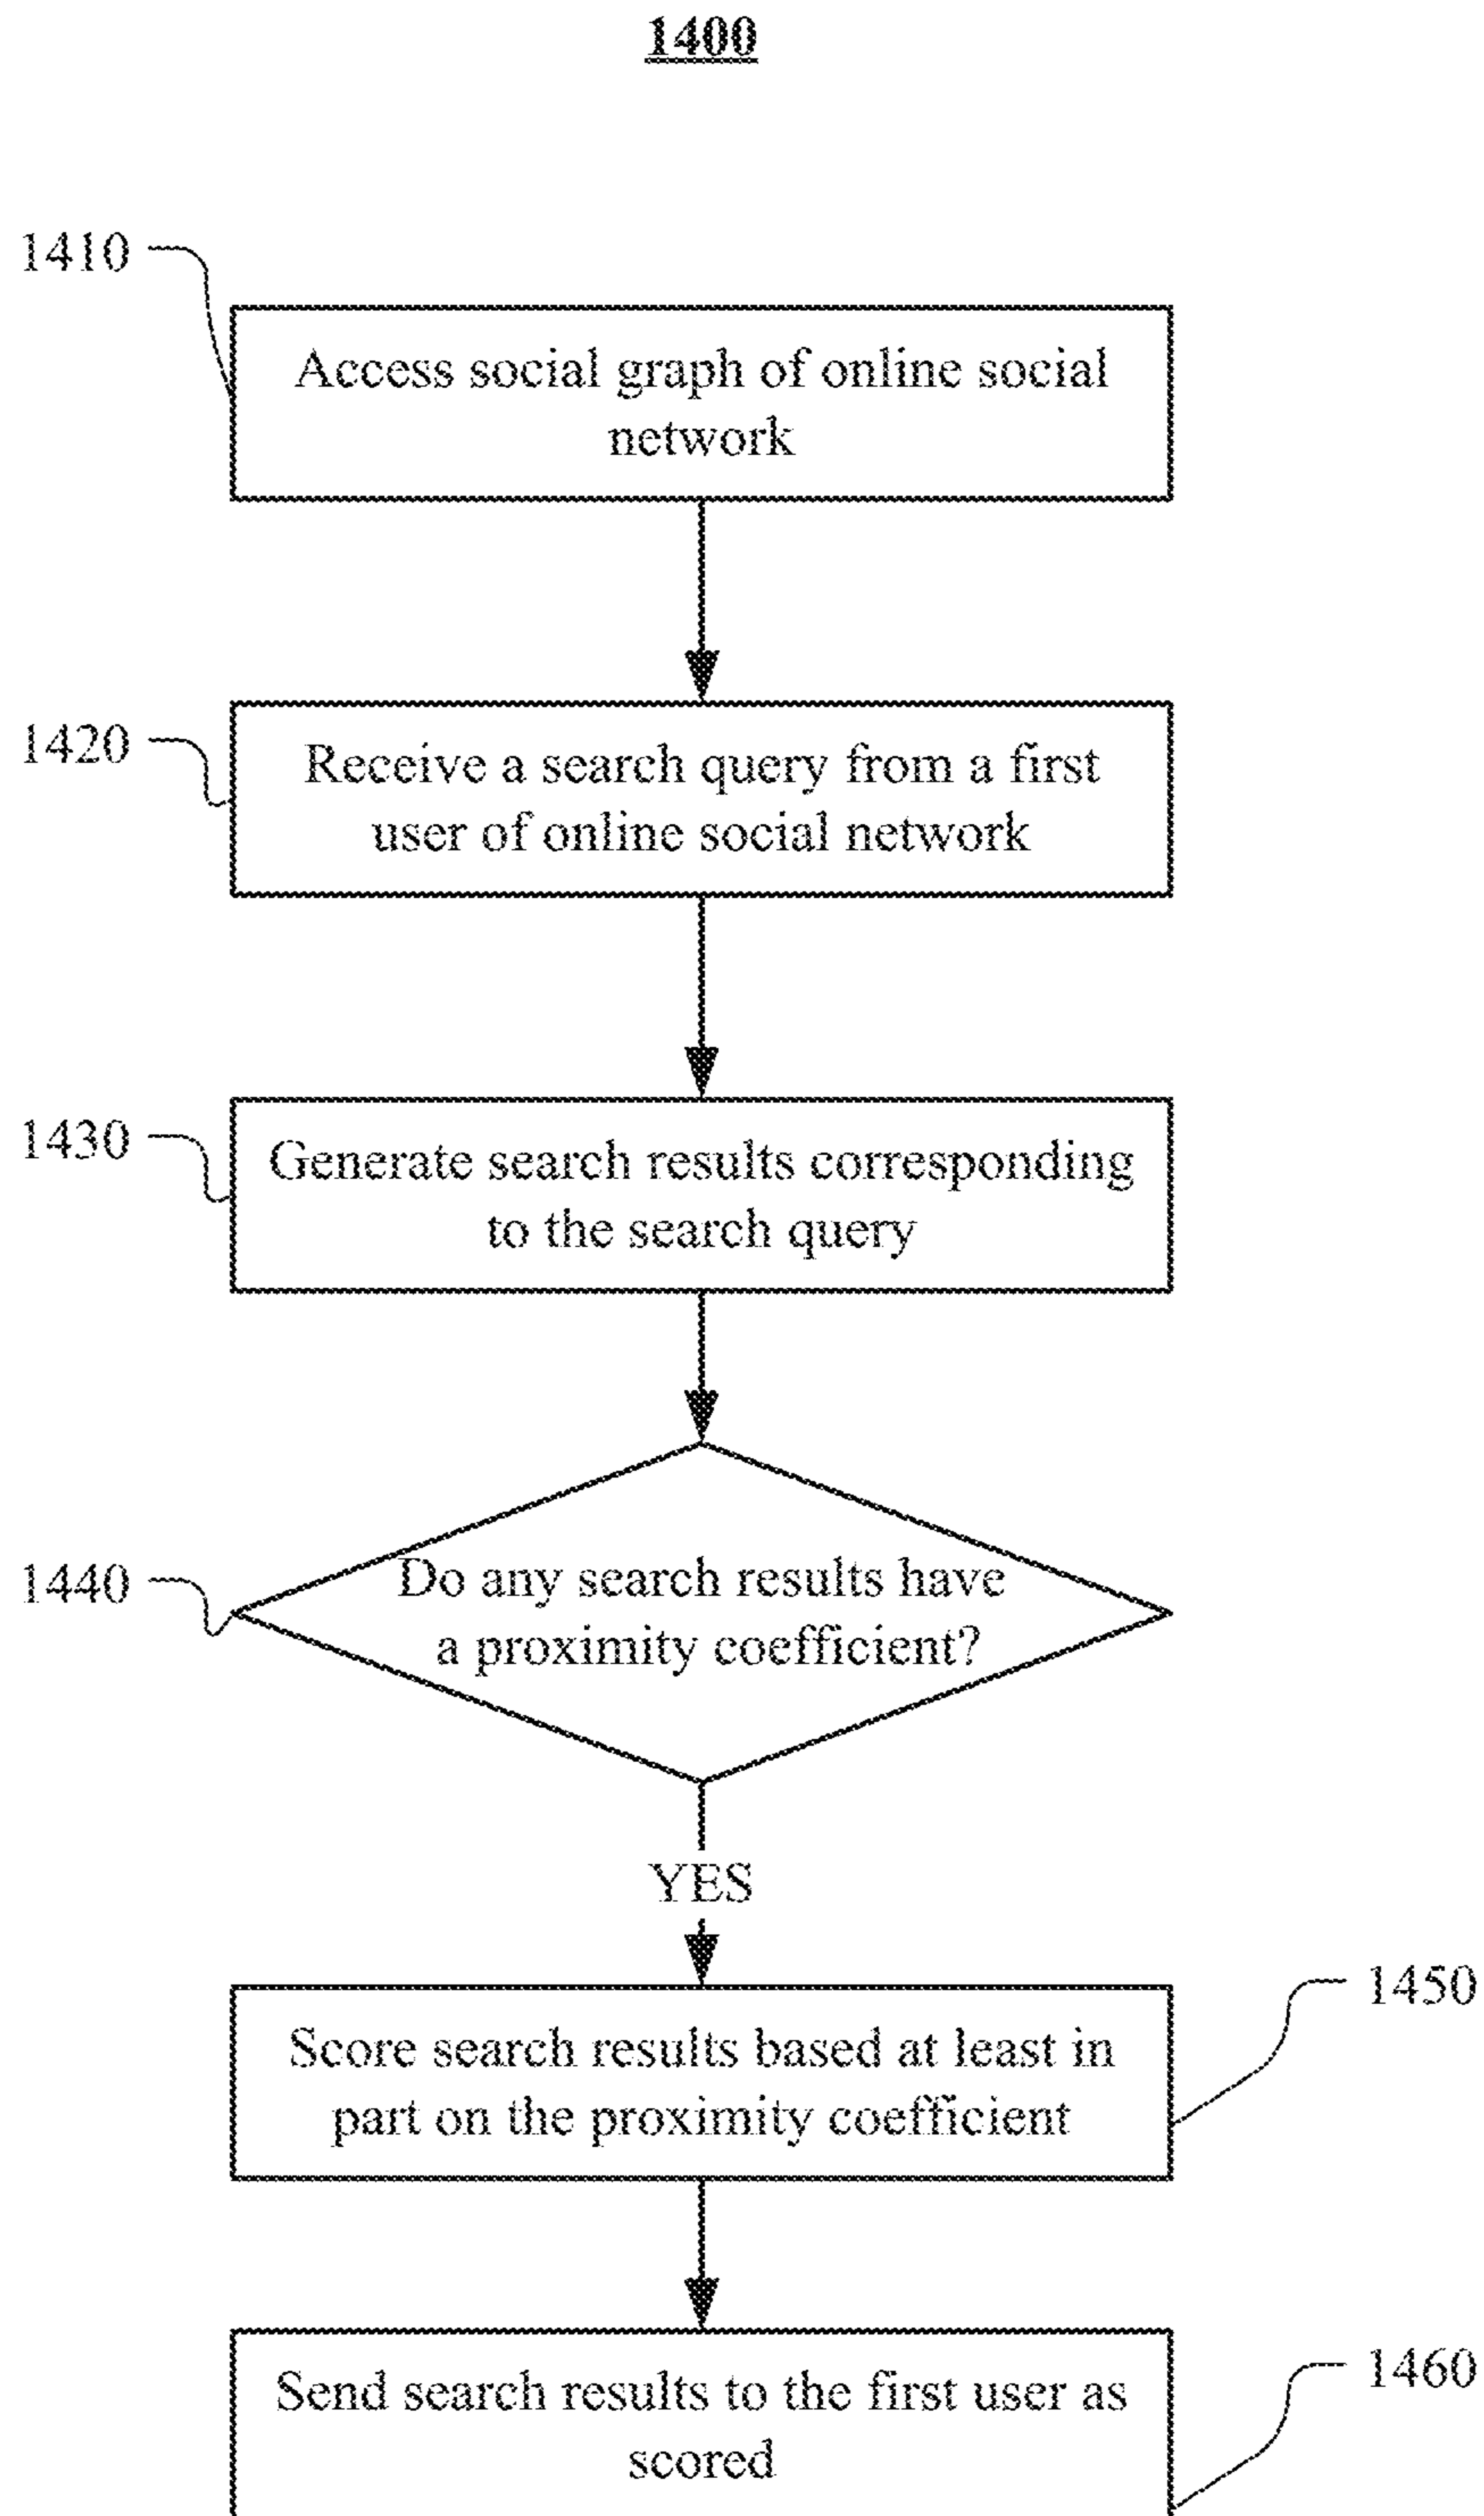 1400
1410
Access social graph of online social
network
1420
Receive a search query from a first
user of online social network
1430
Generate search results corresponding
to the search query
1440
Do any search results have
a proximity coefficient?
YES
1450
Score search results based at least in
part on the proximity coefficient
1460
Send search results to the first user as
scored